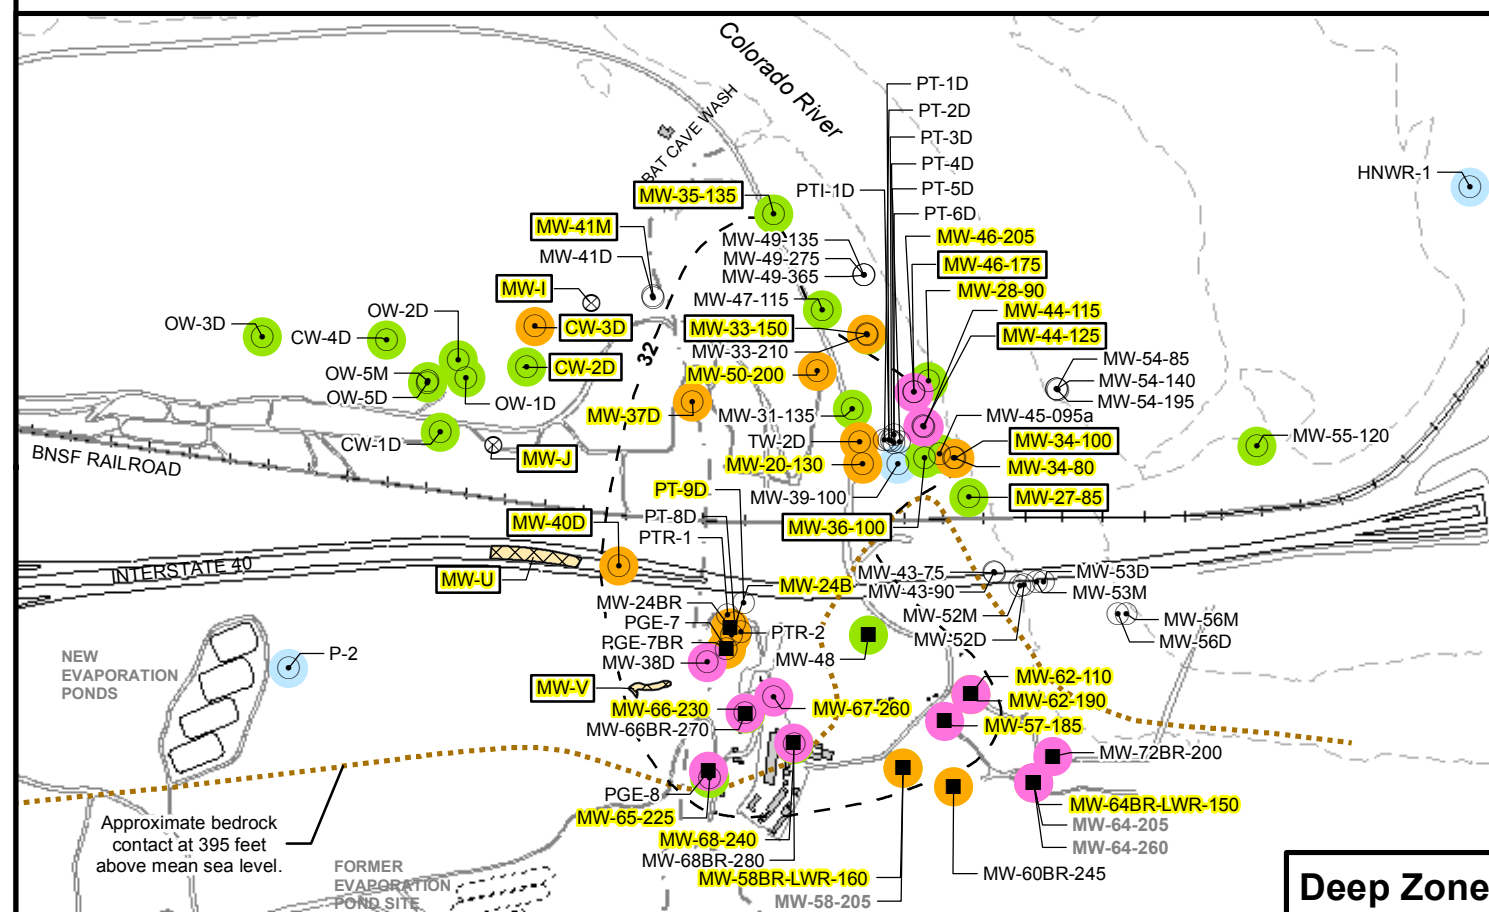 Colorado River
BAT CAVE WASH
PT-1D
PT-2D
PT-3D
PT-4D
PT-5D
PT-6D
PTI-1D
HNWR-1
MW-35-135
MW-41M
MW-41D
MW-49-135
MW-49-275
MW-49-365
MW-46-205
MW-46-175
MW-28-90
MW-I
MW-47-115
MW-44-115
OW-2D
OW-3D
CW-4D
CW-3D
MW-33-150
MW-44-125
32
MW-33-210
MW-54-85
MW-54-140
MW-54-195
CW-2D
MW-50-200
OW-5M
OW-5D
OW-1D
MW-37D
MW-31-135
MW-45-095a
CW-1D
TW-2D
MW-34-100
MW-55-120
BNSF RAILROAD
MW-J
MW-20-130
MW-34-80
PT-9D
MW-39-100
MW-27-85
PT-8D
MW-40D
MW-36-100
PTR-1
INTERSTATE 40
MW-U
MW-24B
MW-43-75
MW-43-90
MW-53D
MW-53M
MW-24BR
MW-52M
MW-52D
MW-56M
MW-56D
PGE-7
PGE-7BR
PTR-2
MW-38D
MW-48
NEW
EVAPORATION
PONDS
P-2
MW-V
MW-62-110
MW-62-190
MW-66-230
MW-67-260
MW-66BR-270
MW-57-185
MW-72BR-200
PGE-8
MW-65-225
MW-64BR-LWR-150
MW-64-205
MW-64-260
Approximate bedrock
contact at 395 feet
above mean sea level.
MW-68-240
MW-68BR-280
MW-58BR-LWR-160
MW-58-205
MW-60BR-245
FORMER
EVAPORATION
POND SITE
Deep Zone